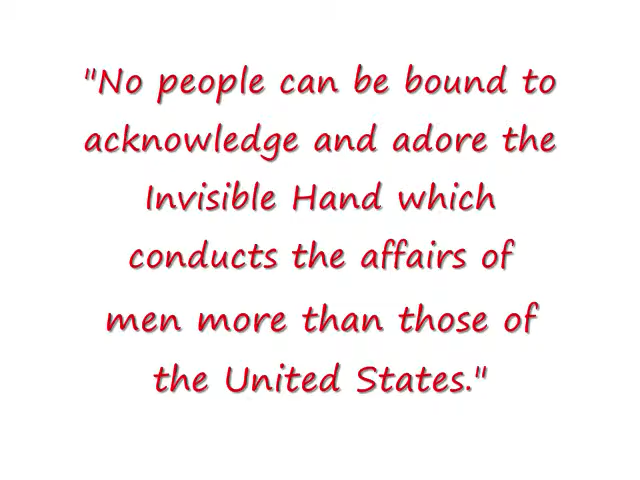 "No people can be bound to
acknowledge and adore the
Invisible Hand which
conducts the affairs of
men more than those of
the United States."